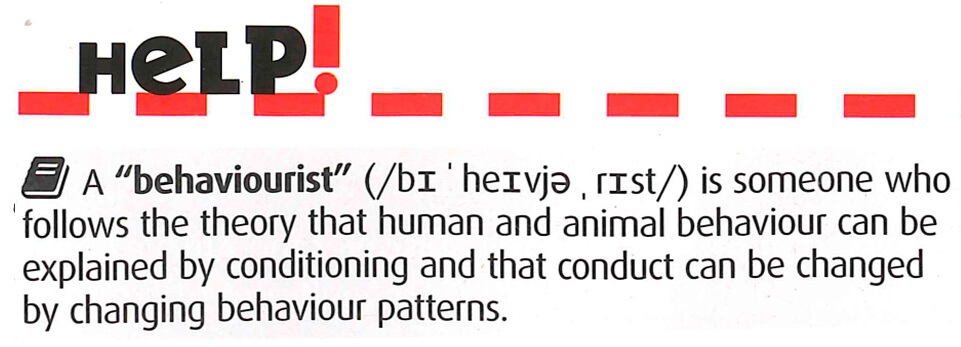 HeLP!
A “behaviourist” (/bɪˈheɪvjəˌrɪst/) is someone who
follows the theory that human and animal behaviour can be
explained by conditioning and that conduct can be changed
by changing behaviour patterns.